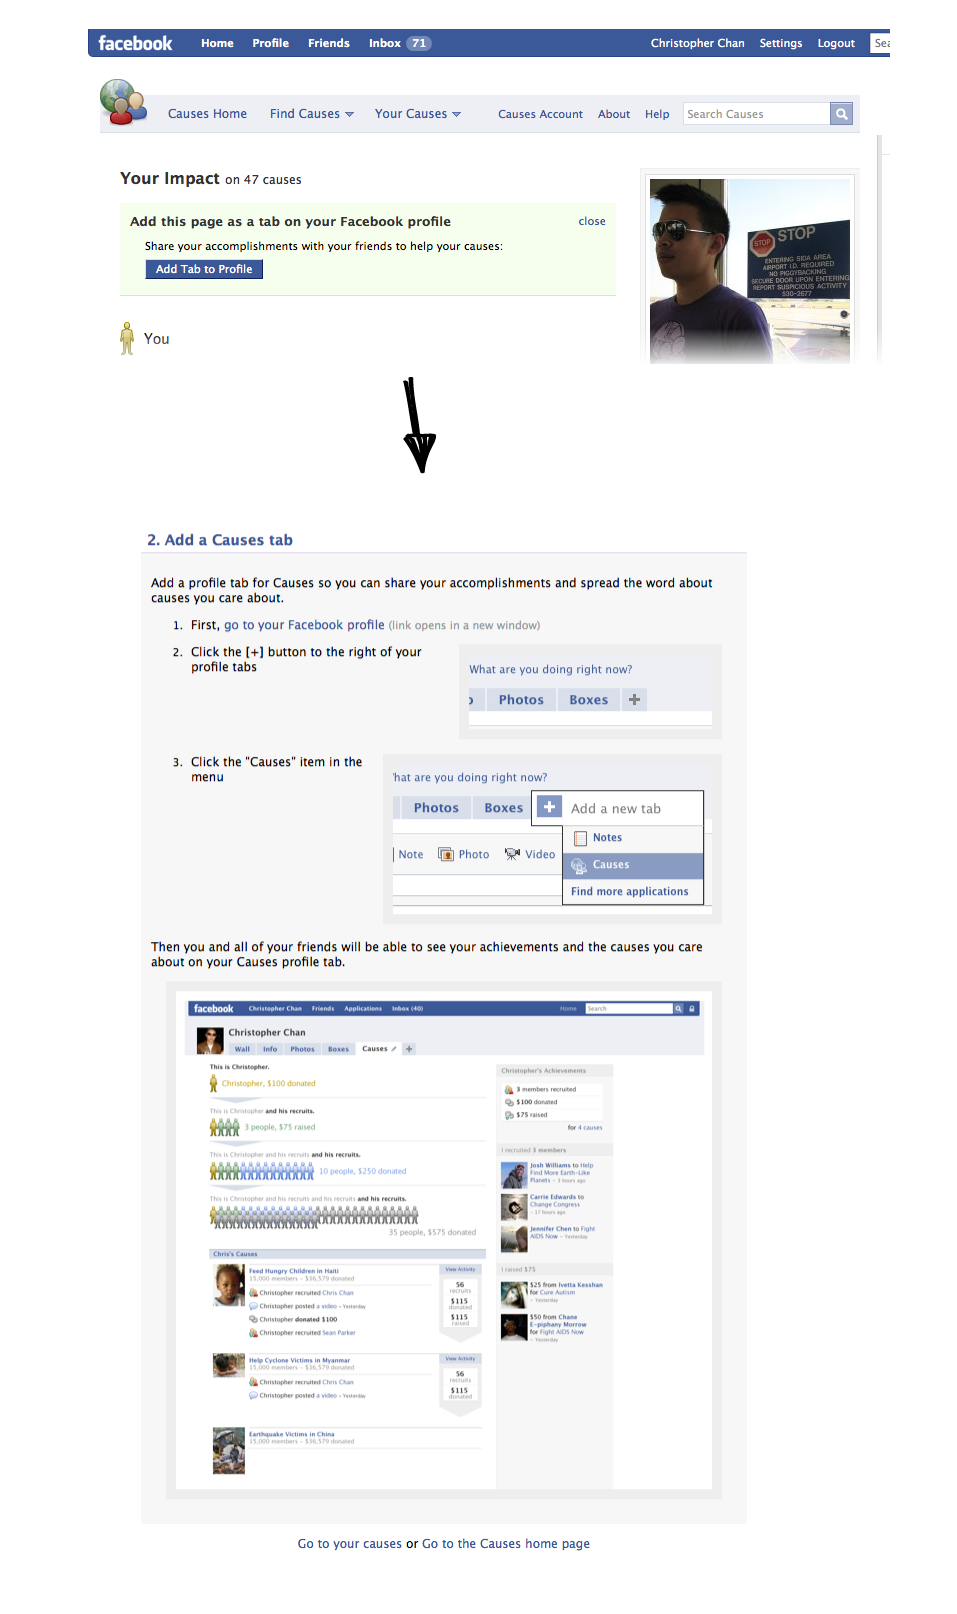 facebook Home Profile Friends Inbox 71 Christopher Chan Settings Logout Sea
Causes Home Find Causes Your Causes Causes Account About Help Search Causes
Your Impact on 47 causes
Add this page as a tab on your Facebook profile close
Share your accomplishments with your friends to help your causes:
Add Tab to Profile
You
STOP
STOP
ENTERING SIDA AREA
AIRPORT I.D. REQUIRED
NO PIGGYBACKING
SECURE DOOR UPON ENTERING
REPORT SUSPICIOUS ACTIVITY
530-2677
2. Add a Causes tab
Add a profile tab for Causes so you can share your accomplishments and spread the word about
causes you care about.
1. First, go to your Facebook profile (link opens in a new window)
2. Click the [+] button to the right of your
profile tabs
What are you doing right now?
Photos Boxes +
3. Click the "Causes" item in the
menu
hat are you doing right now?
Photos Boxes + Add a new tab
Notes
Note Photo Video
Causes
Find more applications
Then you and all of your friends will be able to see your achievements and the causes you care
about on your Causes profile tab.
facebook Christopher Chan Friends Applications Inbox (40) Home Search
Christopher Chan
Wall Info Photos Boxes Causes +
This is Christopher.
Christopher, $100 donated
This is Christopher and his recruits.
3 people, $75 raised
This is Christopher and his recruits and his recruits.
10 people, $250 donated
This is Christopher and his recruits and his recruits and his recruits.
35 people, $575 donated
Chris's Causes
Feed Hungry Children in Haiti
15,000 members - $36,579 donated
Christopher recruited Chris Chan
Christopher posted a video - Yesterday
Christopher donated $100
Christopher recruited Sean Parker
View Activity
56
recruits
$115
donated
$115
raised
Help Cyclone Victims in Myanmar
15,000 members - $36,579 donated
Christopher recruited Chris Chan
Christopher posted a video - Yesterday
View Activity
56
recruits
$115
donated
Earthquake Victims in China
15,000 members - $36,579 donated
Christopher's Achievements
3 members recruited
$100 donated
$75 raised
for 4 causes
I recruited 3 members
Josh Williams to Help
Find More Earth-Like
Planets - 3 hours ago
Carrie Edwards to
Change Congress
- 17 hours ago
Jennifer Chen to Fight
AIDS Now - Yesterday
I raised $75
$25 from Ivetta Kesshan
for Cure Autism
- Yesterday
$50 from Chane
E-piphany Morrow
for Fight AIDS Now
- Yesterday
Go to your causes or Go to the Causes home page